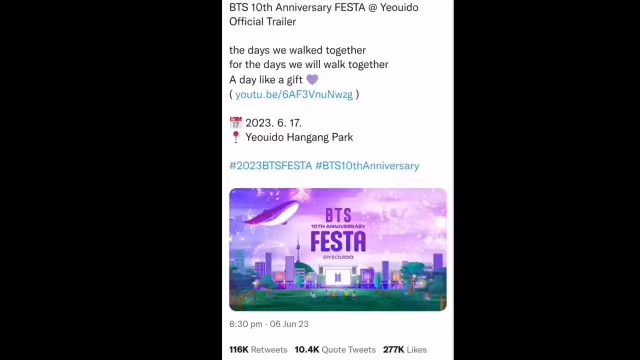 BTS 10th Anniversary FESTA @ Yeouido
Official Trailer
the days we walked together
for the days we will walk together
A day like a gift 💜
( youtu.be/6AF3VnuNwzg )
📅 2023. 6. 17.
📍 Yeouido Hangang Park
#2023BTSFESTA #BTS10thAnniversary
BTS
10TH ANNIVERSARY
FESTA
@YEOUIDO
8:30 pm · 06 Jun 23
116K Retweets 10.4K Quote Tweets 277K Likes